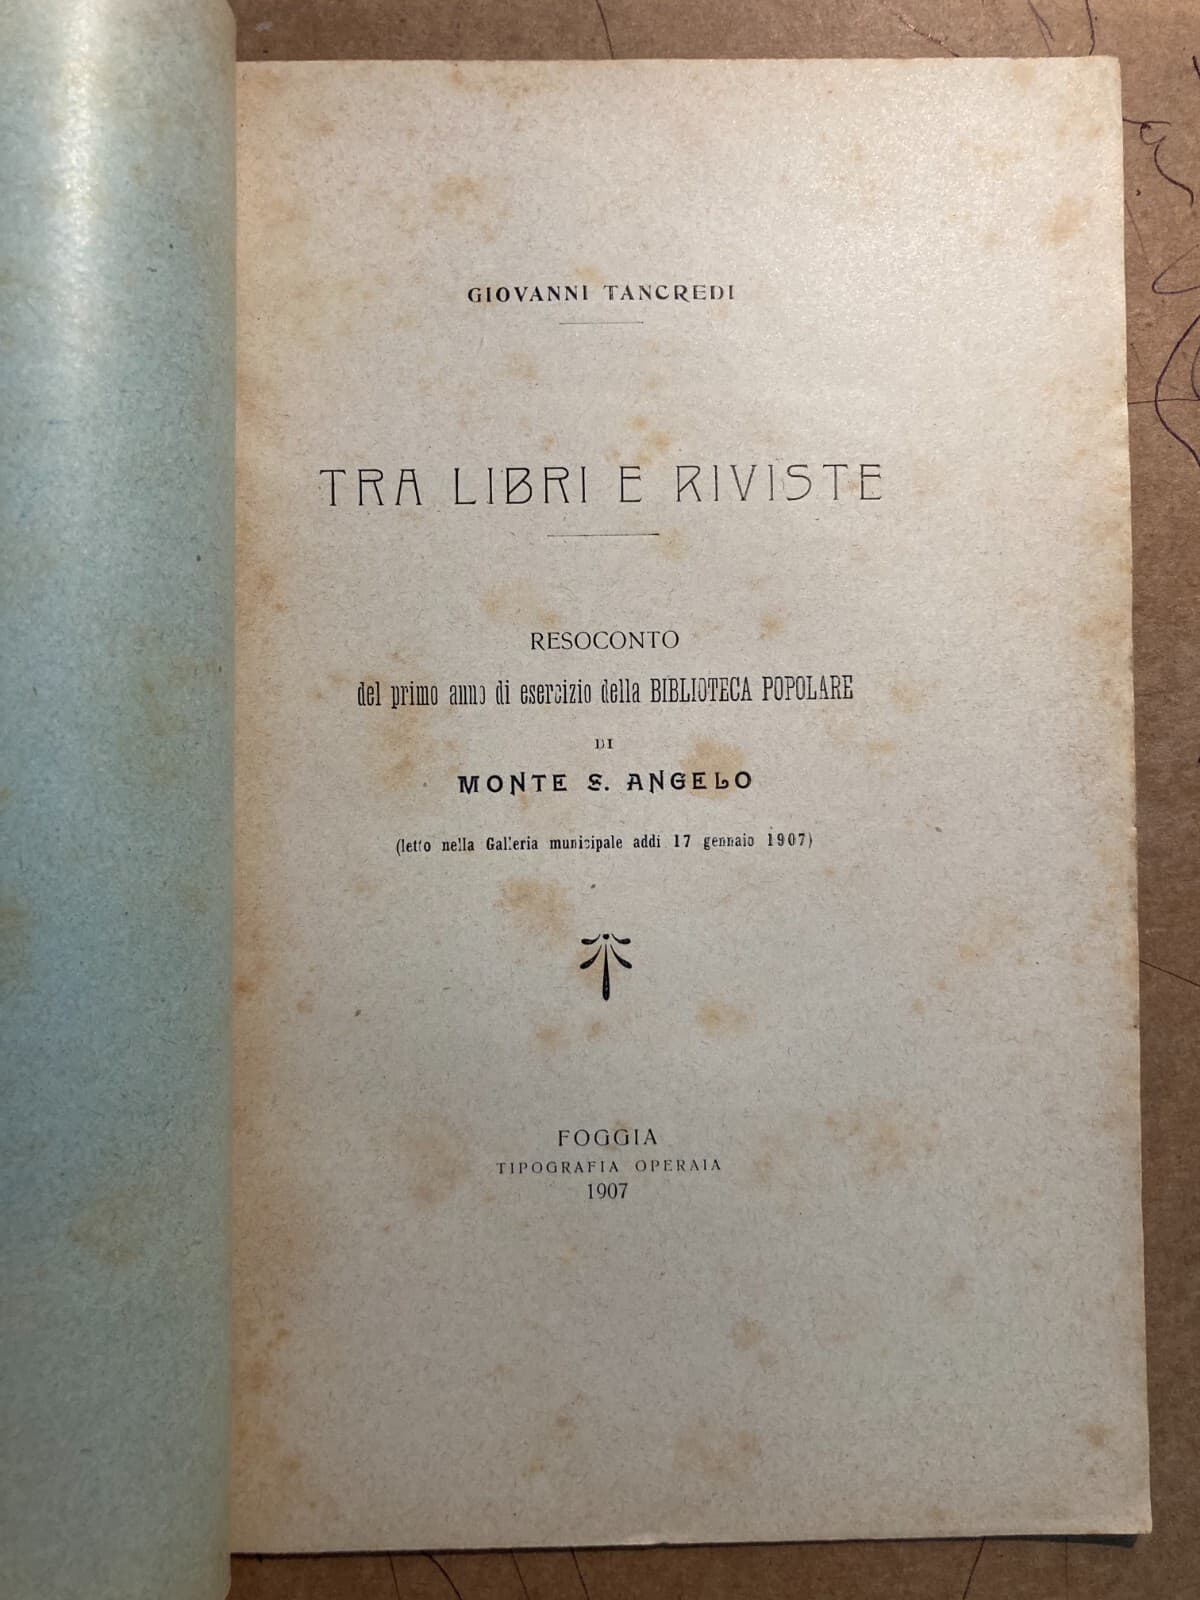 GIOVANNI TANCREDI
TRA LIBRI E RIVISTE
RESOCONTO
del primo anno di esercizio della BIBLIOTECA POPOLARE
DI
MONTE S. ANGELO
(letto nella Galleria municipale addi 17 gennaio 1907)
FOGGIA
TIPOGRAFIA OPERAIA
1907